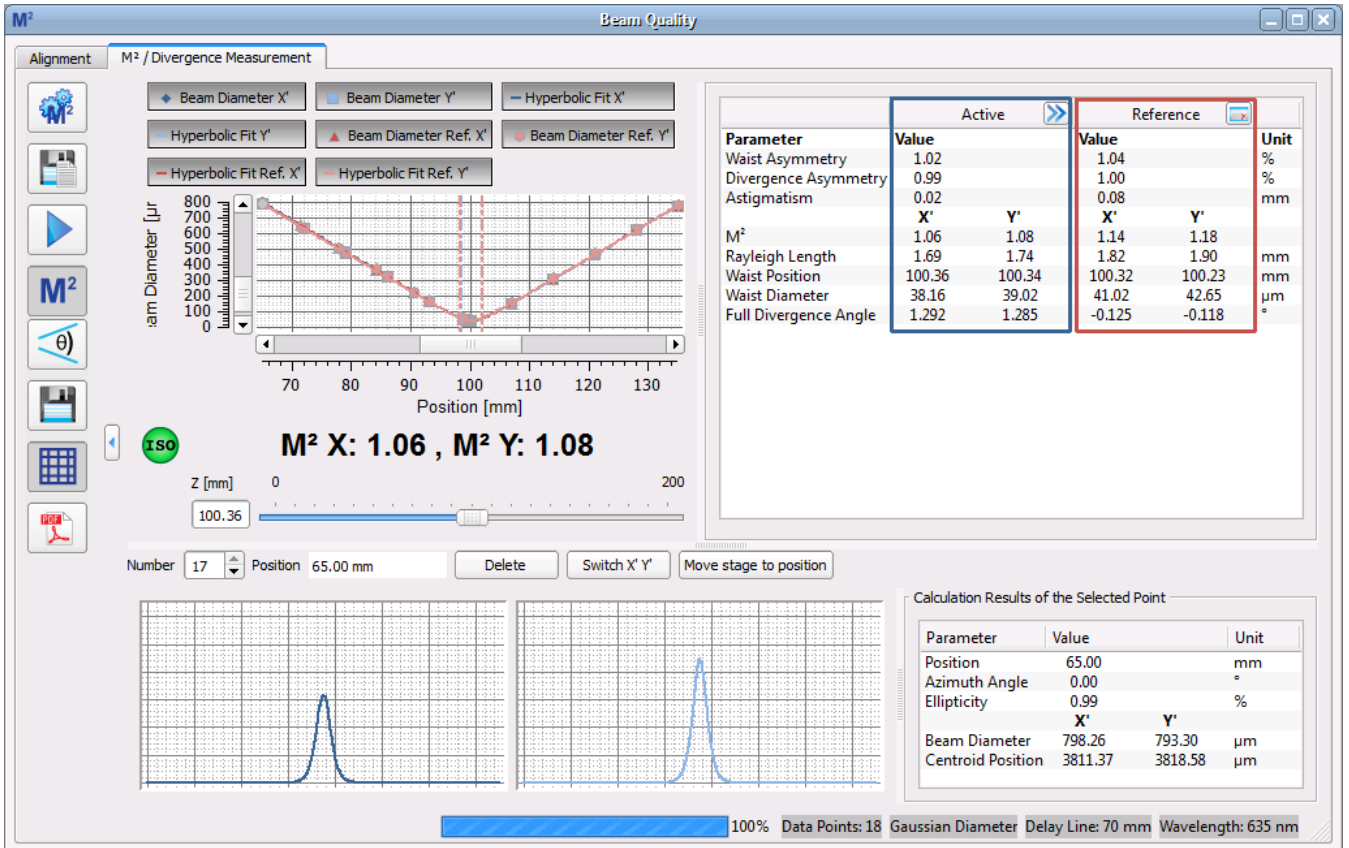 M² Beam Quality
Alignment M² / Divergence Measurement
Beam Diameter X' Beam Diameter Y' Hyperbolic Fit X'
Hyperbolic Fit Y' Beam Diameter Ref. X' Beam Diameter Ref. Y'
Hyperbolic Fit Ref. X' Hyperbolic Fit Ref. Y'
M²
M²
θ)
PDF
am Diameter [µ
800
700
600
500
400
300
200
100
0
70 80 90 100 110 120 130
Position [mm]
ISO M² X: 1.06 , M² Y: 1.08
Z [mm] 0 200
100.36
Active Reference
Parameter Value Value Unit
Waist Asymmetry 1.02 1.04 %
Divergence Asymmetry 0.99 1.00 %
Astigmatism 0.02 0.08 mm
X' Y' X' Y'
M² 1.06 1.08 1.14 1.18
Rayleigh Length 1.69 1.74 1.82 1.90 mm
Waist Position 100.36 100.34 100.32 100.23 mm
Waist Diameter 38.16 39.02 41.02 42.65 µm
Full Divergence Angle 1.292 1.285 -0.125 -0.118 °
Number 17 Position 65.00 mm Delete Switch X' Y' Move stage to position
Calculation Results of the Selected Point
Parameter Value Unit
Position 65.00 mm
Azimuth Angle 0.00 °
Ellipticity 0.99 %
X' Y'
Beam Diameter 798.26 793.30 µm
Centroid Position 3811.37 3818.58 µm
100% Data Points: 18 Gaussian Diameter Delay Line: 70 mm Wavelength: 635 nm